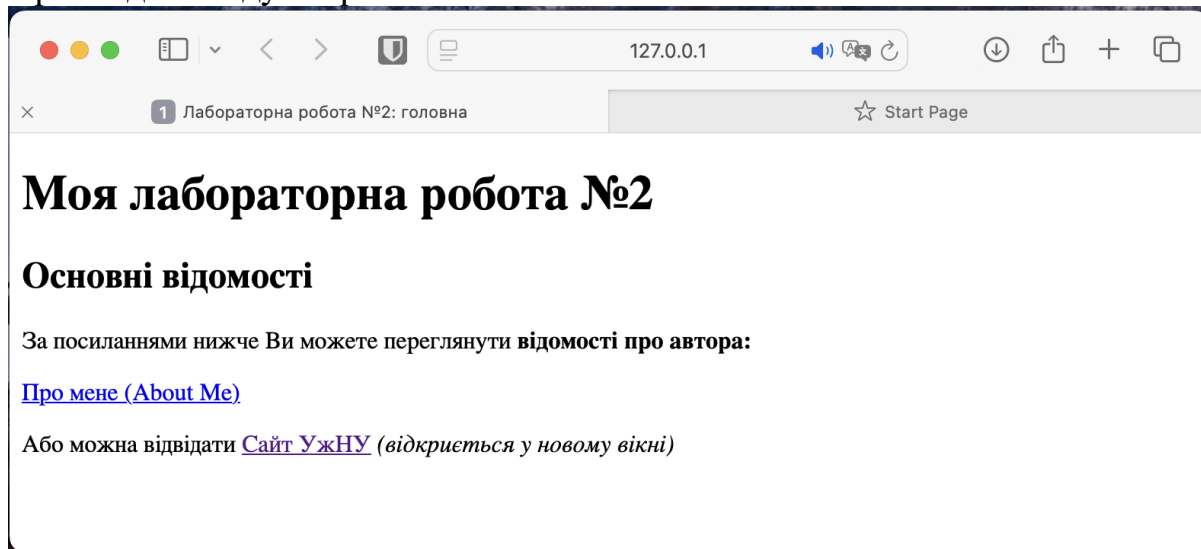 127.0.0.1
1 Лабораторна робота №2: головна
Start Page
Моя лабораторна робота №2
Основні відомості
За посиланнями нижче Ви можете переглянути відомості про автора:
Про мене (About Me)
Або можна відвідати Сайт УжНУ (відкриється у новому вікні)